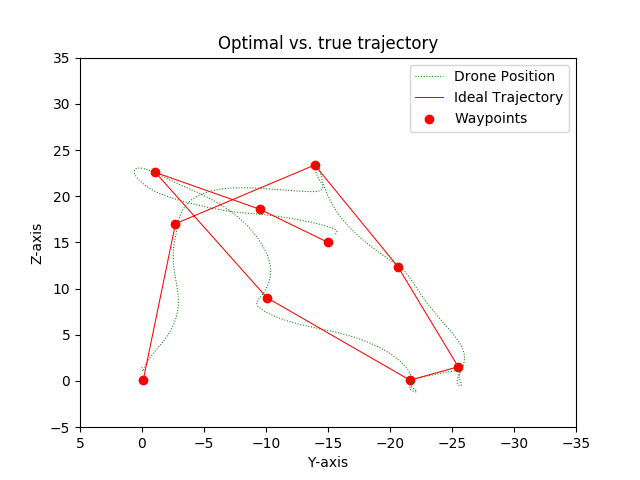 Optimal vs. true trajectory
Drone Position
Ideal Trajectory
Waypoints
Z-axis
35
30
25
20
15
10
5
0
−5
5 0 −5 −10 −15 −20 −25 −30 −35
Y-axis